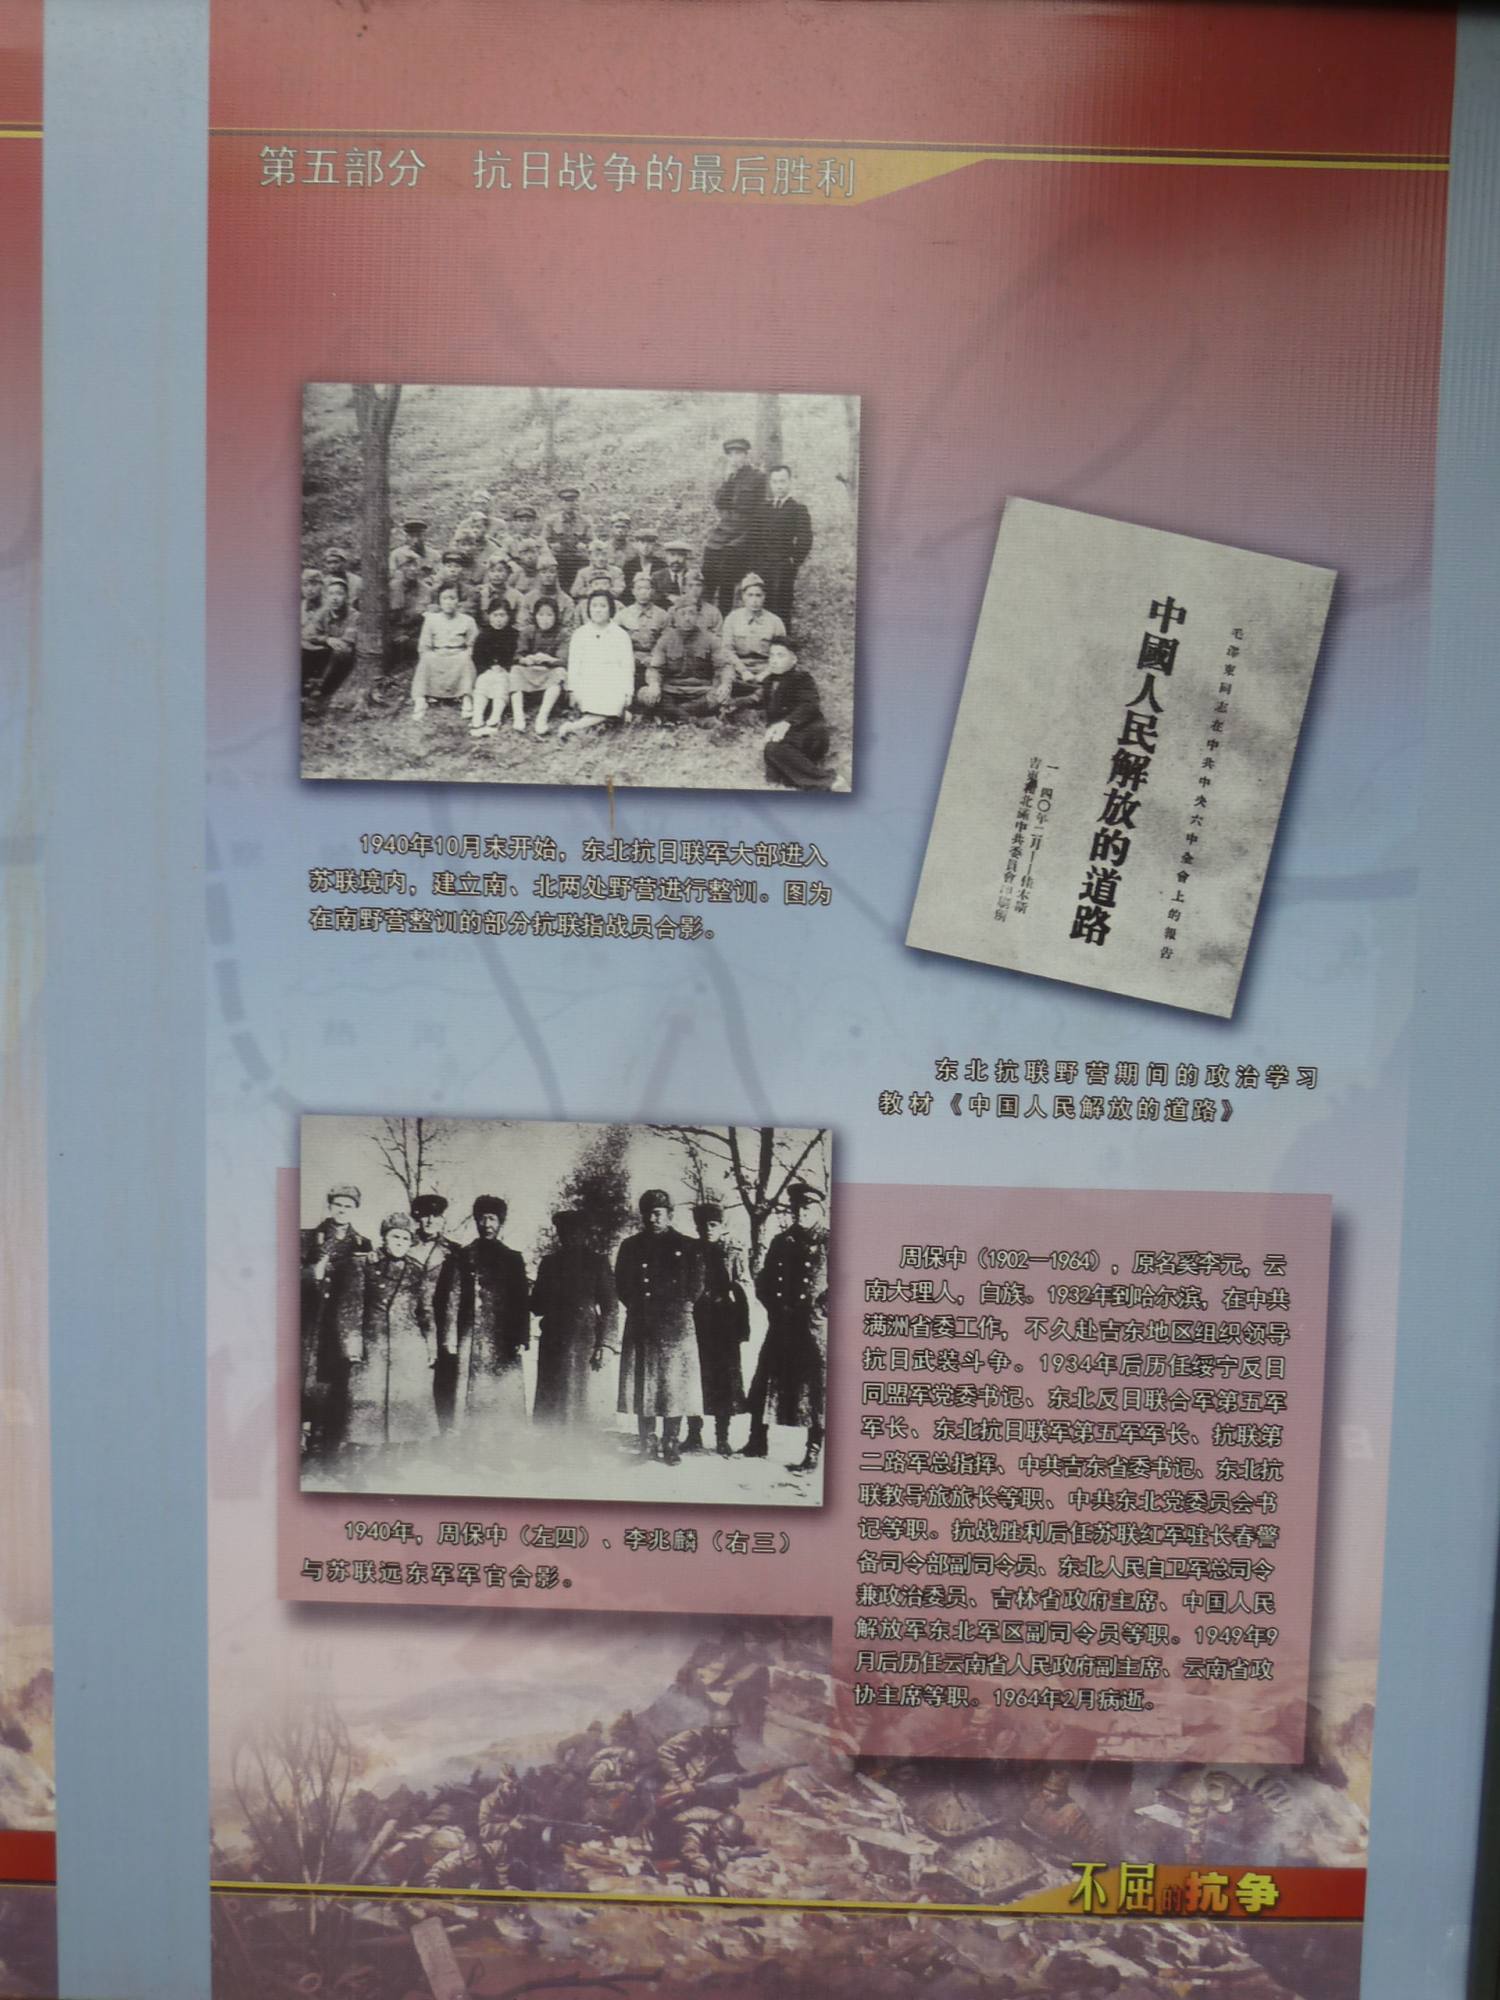 第五部分 抗日战争的最后胜利
毛澤東同志在中共中央六中全會上的報告
中國人民解放的道路
1940年10月末开始，东北抗日联军大部进入
苏联境内，建立南、北两处野营进行整训。图为
在南野营整训的部分抗联指战员合影。
东北抗联野营期间的政治学习
教材《中国人民解放的道路》
1940年，周保中（左四）、李兆麟（右三）
与苏联远东军军官合影。
周保中（1902—1964），原名奚李元，云
南大理人，白族。1932年到哈尔滨，在中共
满洲省委工作，不久赴吉东地区组织领导
抗日武装斗争。1934年后历任绥宁反日
同盟军党委书记、东北反日联合军第五军
军长、东北抗日联军第五军军长、抗联第
二路军总指挥、中共吉东省委书记、东北抗
联教导旅旅长等职、中共东北党委员会书
记等职。抗战胜利后任苏联红军驻长春警
备司令部副司令员、东北人民自卫军总司令
兼政治委员、吉林省政府主席、中国人民
解放军东北军区副司令员等职。1949年9
月后历任云南省人民政府副主席、云南省政
协主席等职。1964年2月病逝。
不屈的抗争